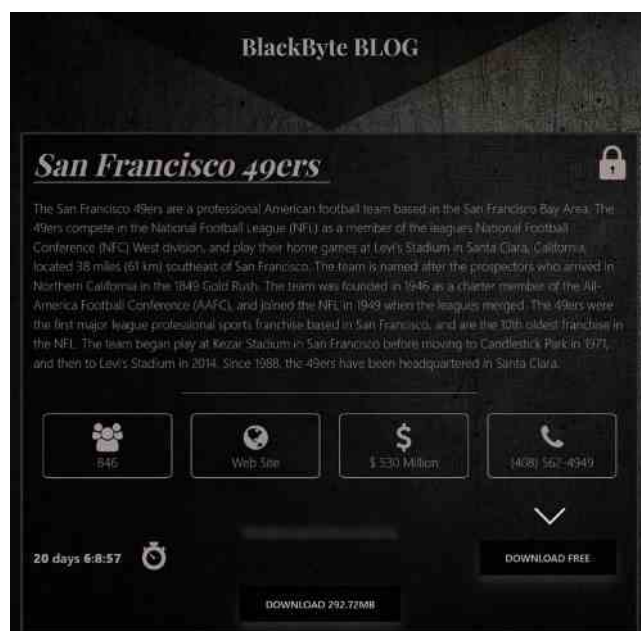 BlackByte BLOG
San Francisco 49ers
The San Francisco 49ers are a professional American football team based in the San Francisco Bay Area. The
49ers compete in the National Football League (NFL) as a member of the league's National Football
Conference (NFC) West division, and play their home games at Levi's Stadium in Santa Clara, California,
located 38 miles (61 km) southeast of San Francisco. The team is named after the prospectors who arrived in
Northern California in the 1849 Gold Rush. The team was founded in 1946 as a charter member of the All-
America Football Conference (AAFC), and joined the NFL in 1949 when the leagues merged. The 49ers were
the first major league professional sports franchise based in San Francisco, and are the 10th oldest franchise in
the NFL. The team began play at Kezar Stadium in San Francisco before moving to Candlestick Park in 1971,
and then to Levi's Stadium in 2014. Since 1988, the 49ers have been headquartered in Santa Clara.
846
Web Site
$ 530 Million
(408) 562-4949
20 days 6:8:57
DOWNLOAD FREE
DOWNLOAD 292.72MB